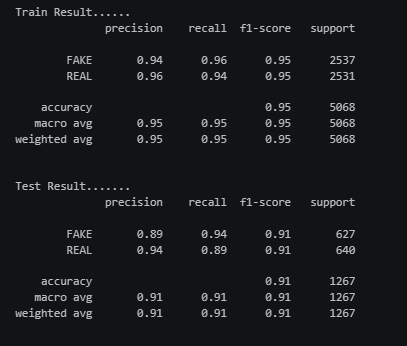 Train Result......
precision recall f1-score support
FAKE 0.94 0.96 0.95 2537
REAL 0.96 0.94 0.95 2531
accuracy 0.95 5068
macro avg 0.95 0.95 0.95 5068
weighted avg 0.95 0.95 0.95 5068
Test Result.......
precision recall f1-score support
FAKE 0.89 0.94 0.91 627
REAL 0.94 0.89 0.91 640
accuracy 0.91 1267
macro avg 0.91 0.91 0.91 1267
weighted avg 0.91 0.91 0.91 1267